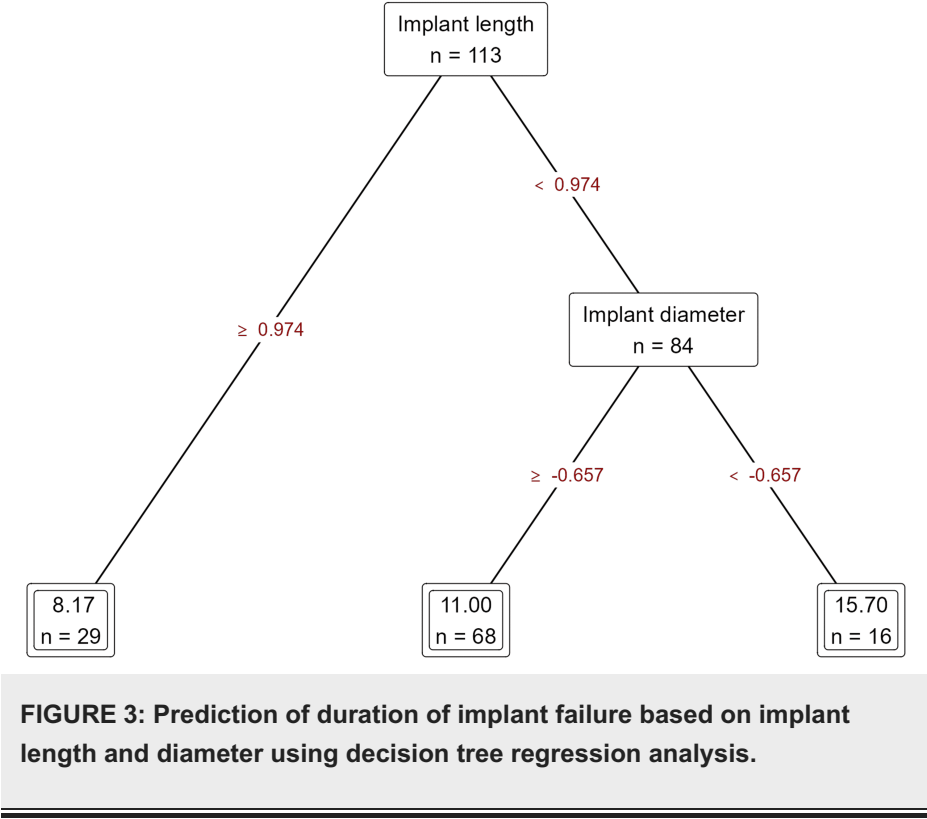 Implant length
n = 113
< 0.974
Implant diameter
n = 84
≥ 0.974
≥ -0.657
< -0.657
8.17
n = 29
11.00
n = 68
15.70
n = 16
FIGURE 3: Prediction of duration of implant failure based on implant
length and diameter using decision tree regression analysis.